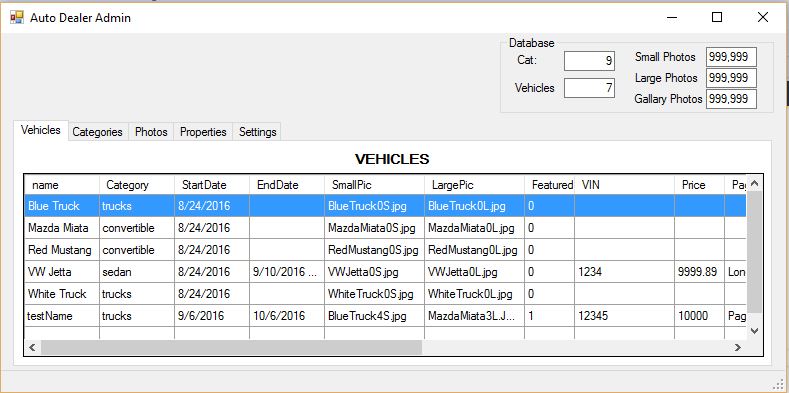 Auto Dealer Admin
Database
Cat: 9 Small Photos 999,999
Large Photos 999,999
Vehicles 7
Gallary Photos 999,999
Vehicles Categories Photos Properties Settings
VEHICLES
name Category StartDate EndDate SmallPic LargePic Featured VIN Price Pag
Blue Truck trucks 8/24/2016 BlueTruck0S.jpg BlueTruck0L.jpg 0
Mazda Miata convertible 8/24/2016 MazdaMiata0S.jpg MazdaMiata0L.jpg 0
Red Mustang convertible 8/24/2016 RedMustang0S.jpg RedMustang0L.jpg 0
VW Jetta sedan 8/24/2016 9/10/2016 ... VWJetta0S.jpg VWJetta0L.jpg 0 1234 9999.89 Lon
White Truck trucks 8/24/2016 WhiteTruck0S.jpg WhiteTruck0L.jpg 0
testName trucks 9/6/2016 10/6/2016 BlueTruck4S.jpg MazdaMiata3L.J... 1 12345 10000 Pag